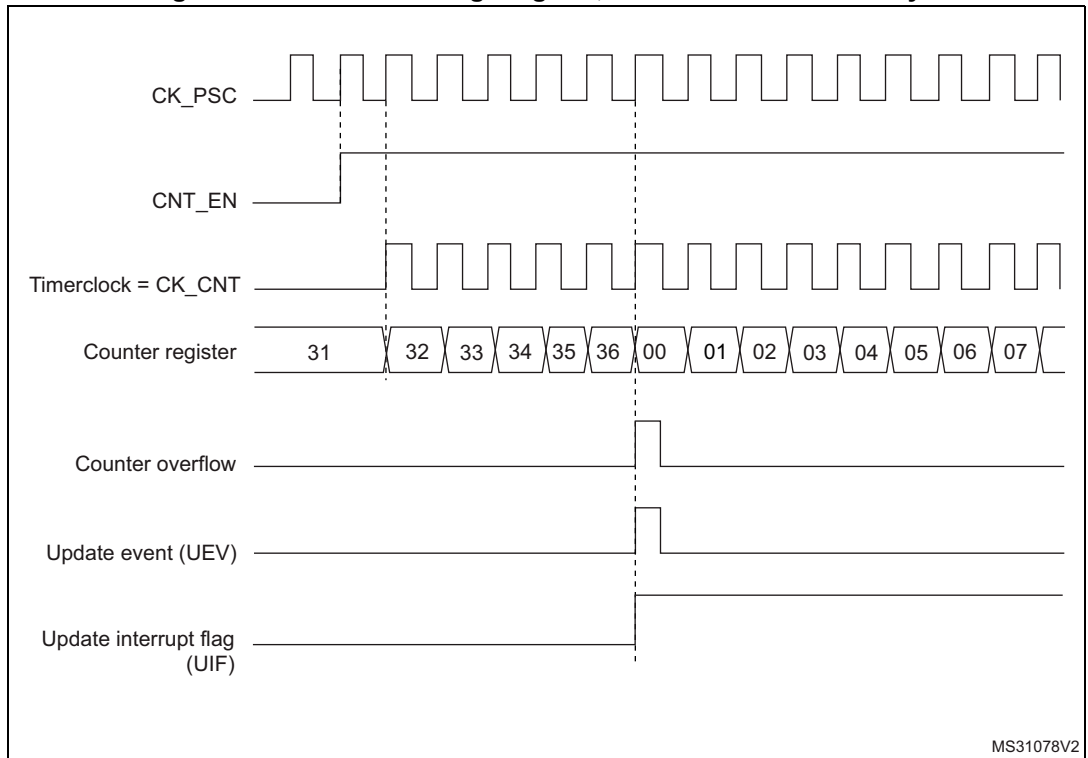 CK_PSC
CNT_EN
Timerclock = CK_CNT
Counter register 31 32 33 34 35 36 00 01 02 03 04 05 06 07
Counter overflow
Update event (UEV)
Update interrupt flag
(UIF)
MS31078V2